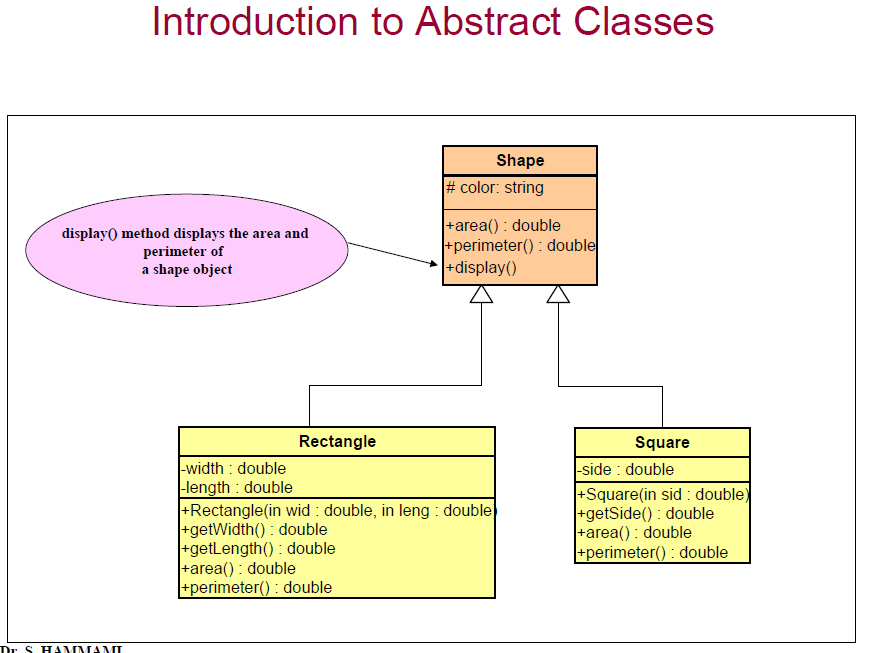 Introduction to Abstract Classes
Shape
# color: string
+area() : double
+perimeter() : double
+display()
display() method displays the area and
perimeter of
a shape object
Rectangle
-width : double
-length : double
+Rectangle(in wid : double, in leng : double)
+getWidth() : double
+getLength() : double
+area() : double
+perimeter() : double
Square
-side : double
+Square(in sid : double)
+getSide() : double
+area() : double
+perimeter() : double
Dr. S. HAMMAMI